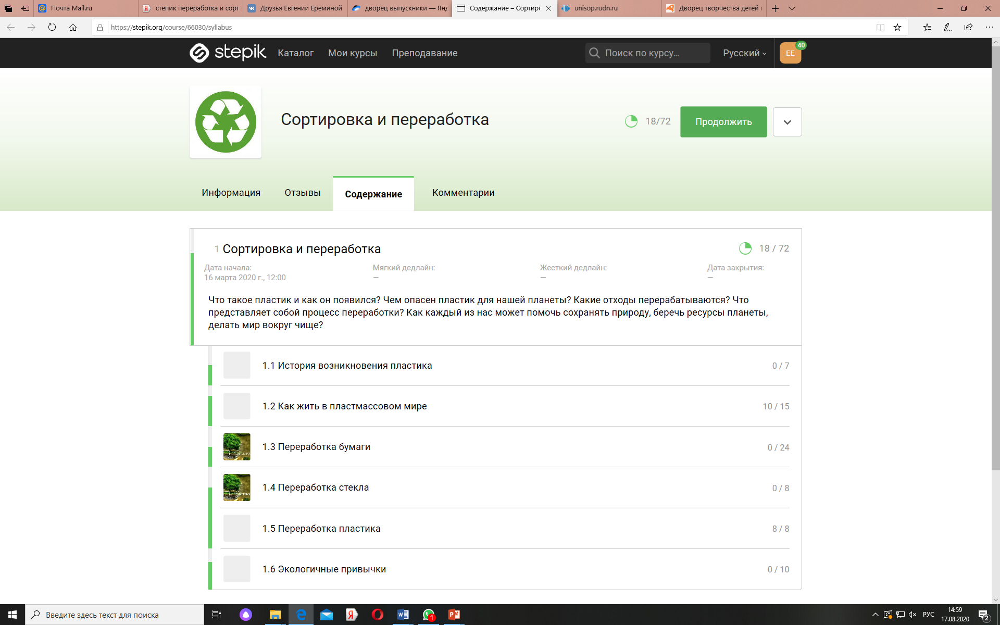 Почта Mail.ru
степик переработка и сорт
Друзья Евгении Ереминой
дворец выпускники — Янд
Содержание – Сортирс
unisop.rudn.ru
Дворец творчества детей и
https://stepik.org/course/66030/syllabus
stepik
Каталог
Мои курсы
Преподавание
Поиск по курсу...
Русский
EE
40
Сортировка и переработка
18/72
Продолжить
Информация
Отзывы
Содержание
Комментарии
1 Сортировка и переработка
18 / 72
Дата начала:
16 марта 2020 г., 12:00
Мягкий дедлайн:
—
Жесткий дедлайн:
—
Дата закрытия:
—
Что такое пластик и как он появился? Чем опасен пластик для нашей планеты? Какие отходы перерабатываются? Что
представляет собой процесс переработки? Как каждый из нас может помочь сохранять природу, беречь ресурсы планеты,
делать мир вокруг чище?
1.1 История возникновения пластика
0 / 7
1.2 Как жить в пластмассовом мире
10 / 15
1.3 Переработка бумаги
0 / 24
1.4 Переработка стекла
0 / 8
1.5 Переработка пластика
8 / 8
1.6 Экологичные привычки
0 / 10
Введите здесь текст для поиска
1
РУС
14:59
17.08.2020
2